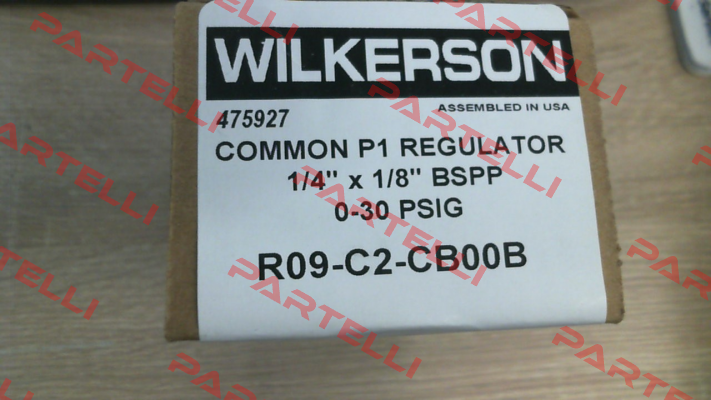 WILKERSON
475927
ASSEMBLED IN USA
COMMON P1 REGULATOR
1/4" x 1/8" BSPP
0-30 PSIG
R09-C2-CB00B
PARTELLI
PARTELLI
PARTELLI
PARTELLI
PARTELLI
PARTELLI
PARTELLI
PARTELLI
PARTELLI